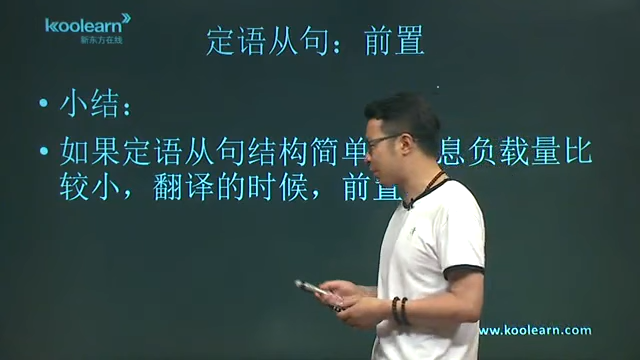 koolearn
新东方在线
定语从句：前置
• 小结：
• 如果定语从句结构简单 息负载量比
较小，翻译的时候，前置
www.koolearn.com